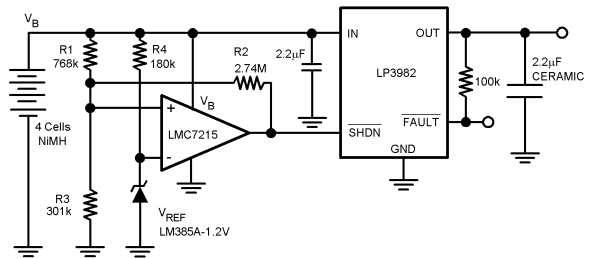 VB
R1
768k
R4
180k
R2
2.74M
2.2µF
IN
OUT
LP3982
100k
2.2µF
CERAMIC
4 Cells
NiMH
+
VB
LMC7215
-
SHDN
FAULT
GND
R3
301k
VREF
LM385A-1.2V